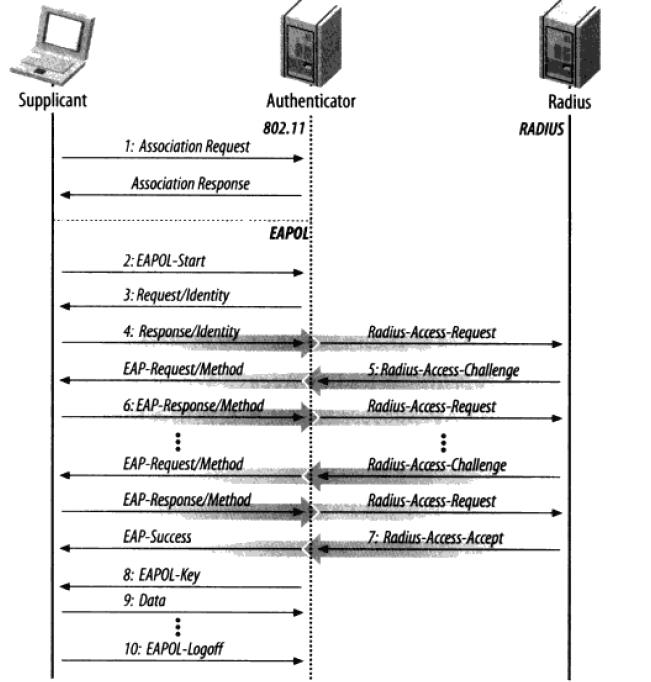 Supplicant Authenticator Radius
802.11 RADIUS
1: Association Request
Association Response
EAPOL
2: EAPOL-Start
3: Request/Identity
4: Response/Identity Radius-Access-Request
EAP-Request/Method 5: Radius-Access-Challenge
6: EAP-Response/Method Radius-Access-Request
EAP-Request/Method Radius-Access-Challenge
EAP-Response/Method Radius-Access-Request
EAP-Success 7: Radius-Access-Accept
8: EAPOL-Key
9: Data
10: EAPOL-Logoff